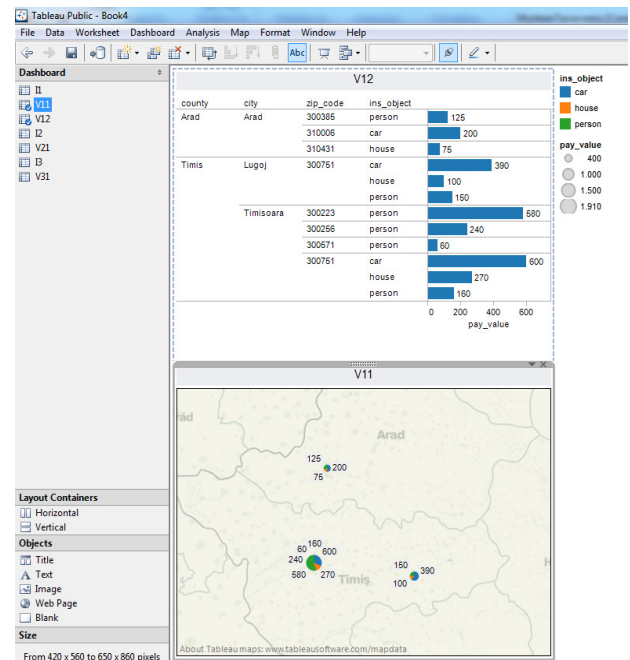 Tableau Public - Book4
File Data Worksheet Dashboard Analysis Map Format Window Help
Abc
Dashboard
I1
V11
V12
I2
V21
I3
V31
Layout Containers
Horizontal
Vertical
Objects
Title
Text
Image
Web Page
Blank
Size
From 420 x 560 to 650 x 860 pixels
V12
county city zip_code ins_object
Arad Arad 300385 person 125
310006 car 200
310431 house 75
Timis Lugoj 300751 car 390
house 100
person 150
Timisoara 300223 person 580
300256 person 240
300571 person 60
300751 car 600
house 270
person 160
0 200 400 600
pay_value
ins_object
car
house
person
pay_value
400
1.000
1.500
1.910
V11
Arad
125
200
75
160
60 600
240
580 270
Timiș
150
390
100
About Tableau maps: www.tableausoftware.com/mapdata